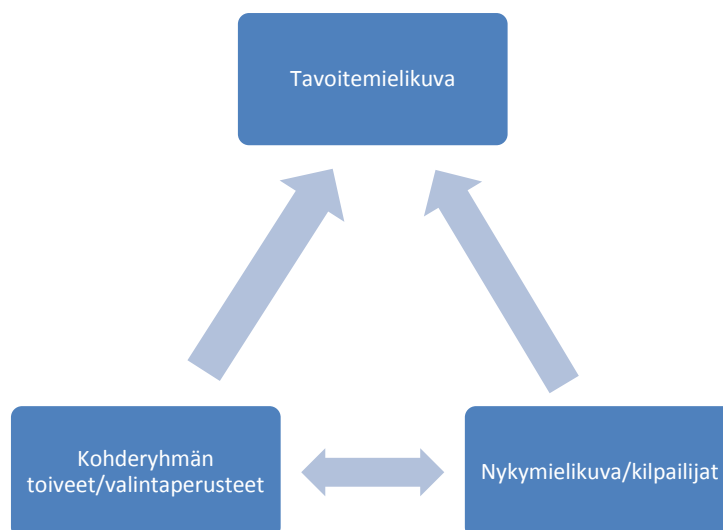 Tavoitemielikuva
Kohderyhmän
toiveet/valintaperusteet
Nykymielikuva/kilpailijat